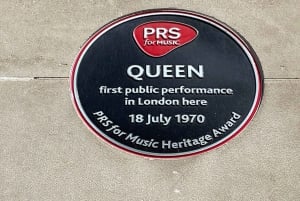 PRS
for MUSIC
QUEEN
first public performance
in London here
18 July 1970
PRS for Music Heritage Award